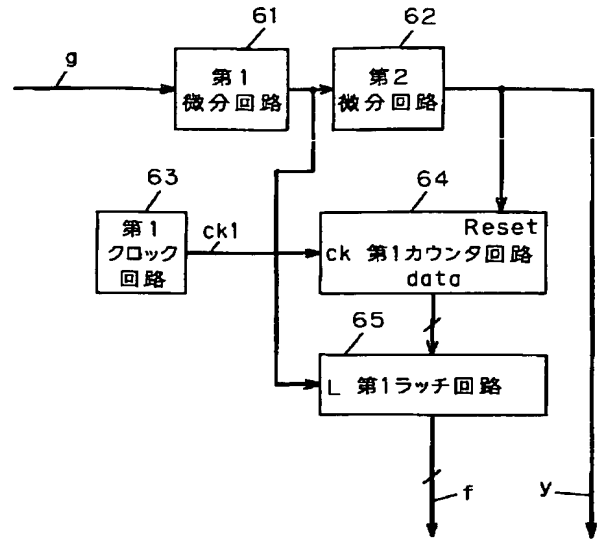 61
62
g
第1
微分回路
第2
微分回路
63
64
第1
クロック
回路
ck1
Reset
ck 第1カウンタ回路
data
65
L 第1ラッチ回路
f
y